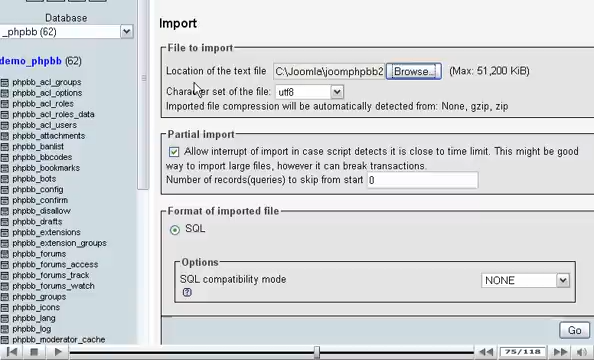 Database
_phpbb (62)
demo_phpbb (62)
phpbb_acl_groups
phpbb_acl_options
phpbb_acl_roles
phpbb_acl_roles_data
phpbb_acl_users
phpbb_attachments
phpbb_banlist
phpbb_bbcodes
phpbb_bookmarks
phpbb_bots
phpbb_config
phpbb_confirm
phpbb_disallow
phpbb_drafts
phpbb_extensions
phpbb_extension_groups
phpbb_forums
phpbb_forums_access
phpbb_forums_track
phpbb_forums_watch
phpbb_groups
phpbb_icons
phpbb_lang
phpbb_log
phpbb_moderator_cache
Import
File to import
Location of the text file C:\Joomla\joomphpbb2 Browse... (Max: 51,200 KiB)
Character set of the file: utf8
Imported file compression will be automatically detected from: None, gzip, zip
Partial import
Allow interrupt of import in case script detects it is close to time limit. This might be good
way to import large files, however it can break transactions.
Number of records(queries) to skip from start 0
Format of imported file
SQL
Options
SQL compatibility mode NONE
?
Go
75/118